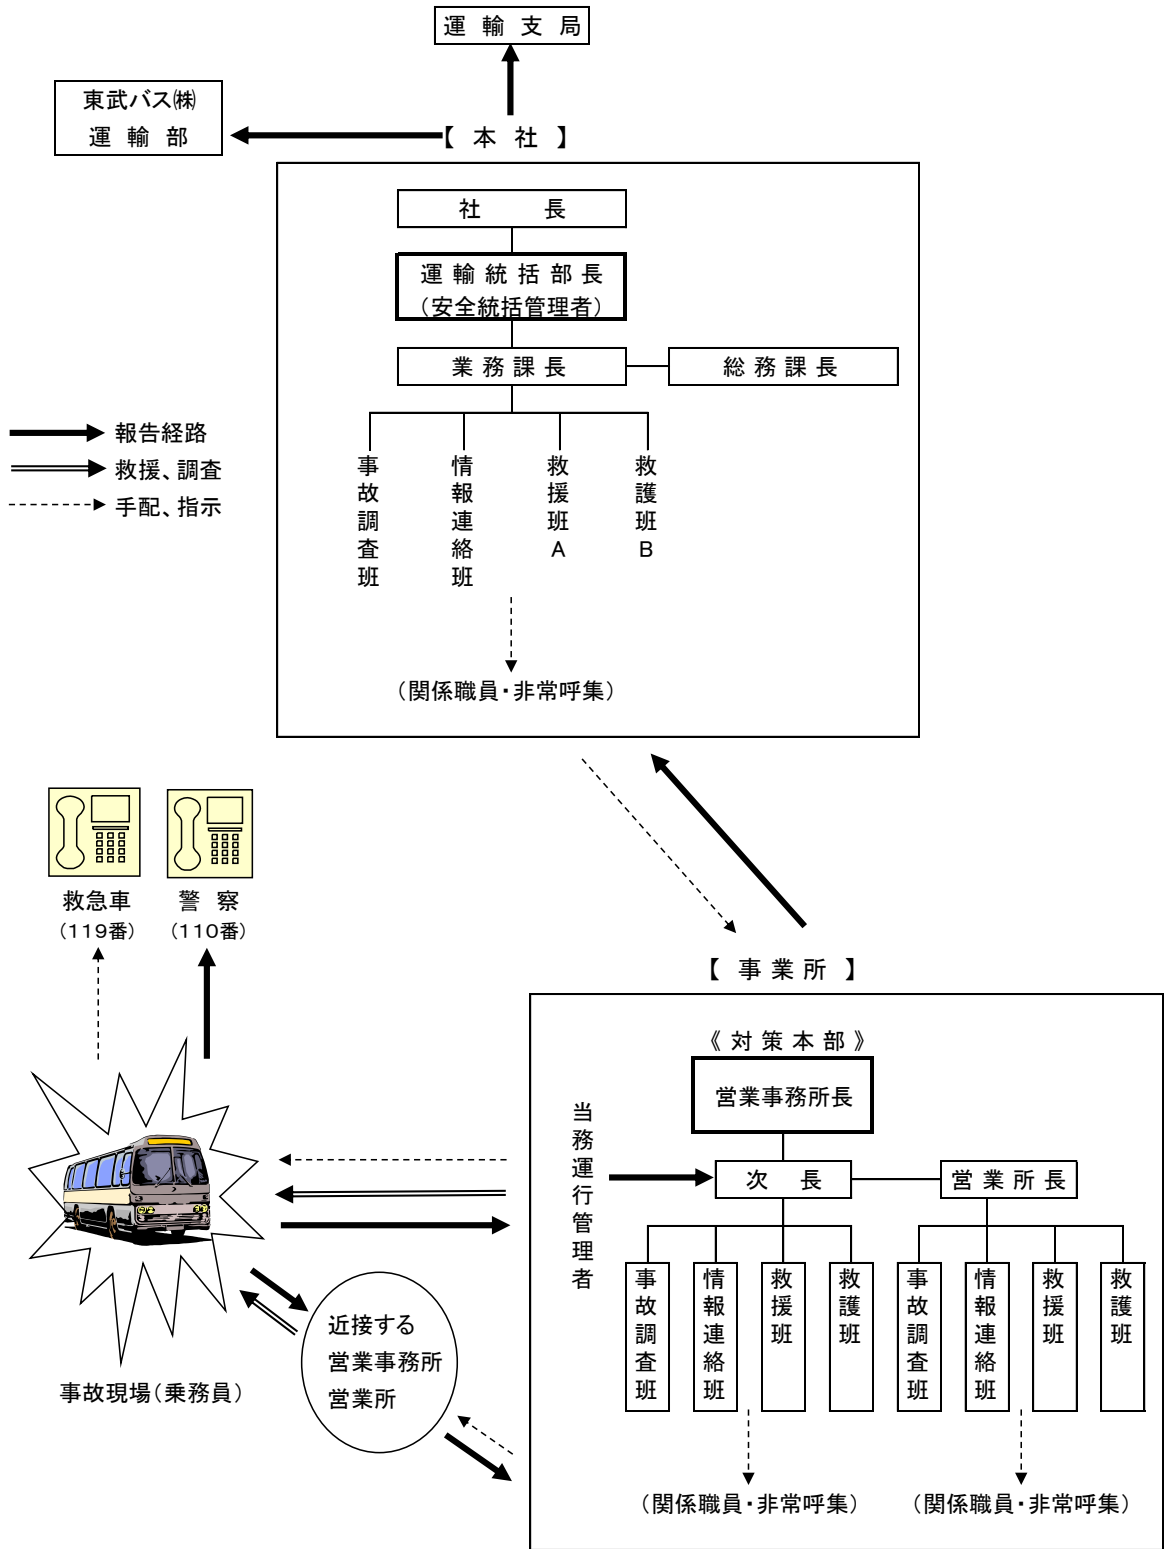 運輸支局
東武バス㈱
運輸部
【本社】
社長
運輸統括部長
（安全統括管理者）
業務課長
総務課長
報告経路
救援、調査
手配、指示
事故調査班
情報連絡班
救援班A
救護班B
（関係職員・非常呼集）
救急車
（119番）
警察
（110番）
【事業所】
《対策本部》
営業事務所長
当務運行管理者
次長
営業所長
事故調査班
情報連絡班
救援班
救護班
事故調査班
情報連絡班
救援班
救護班
近接する
営業事務所
営業所
事故現場（乗務員）
（関係職員・非常呼集）
（関係職員・非常呼集）